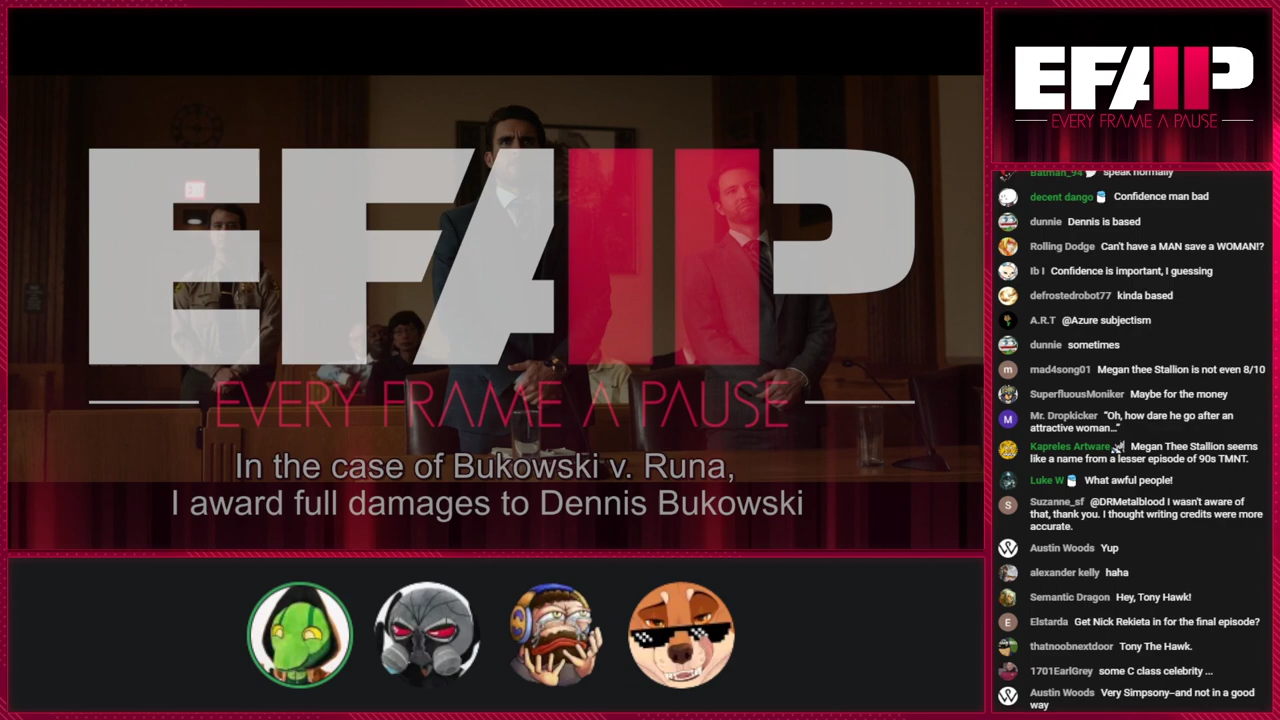 EFAP
EVERY FRAME A PAUSE
In the case of Bukowski v. Runa,
I award full damages to Dennis Bukowski
EFAP
EVERY FRAME A PAUSE
Batman_94 speak normally
decent dango Confidence man bad
dunnie Dennis is based
Rolling Dodge Can't have a MAN save a WOMAN!?
Ib I Confidence is important, I guessing
defrostedrobot77 kinda based
A.R.T @Azure subjectism
dunnie sometimes
m
mad4song01 Megan thee Stallion is not even 8/10
SuperfluousMoniker Maybe for the money
M
Mr. Dropkicker “Oh, how dare he go after an
attractive woman…”
Kapreles Artware Megan Thee Stallion seems
like a name from a lesser episode of 90s TMNT.
Luke W What awful people!
S
Suzanne_sf @DRMetalblood I wasn't aware of
that, thank you. I thought writing credits were more
accurate.
Austin Woods Yup
alexander kelly haha
Semantic Dragon Hey, Tony Hawk!
E
Elstarda Get Nick Rekieta in for the final episode?
thatnoobnextdoor Tony The Hawk.
1701EarlGrey some C class celebrity ...
Austin Woods Very Simpsony--and not in a good
way